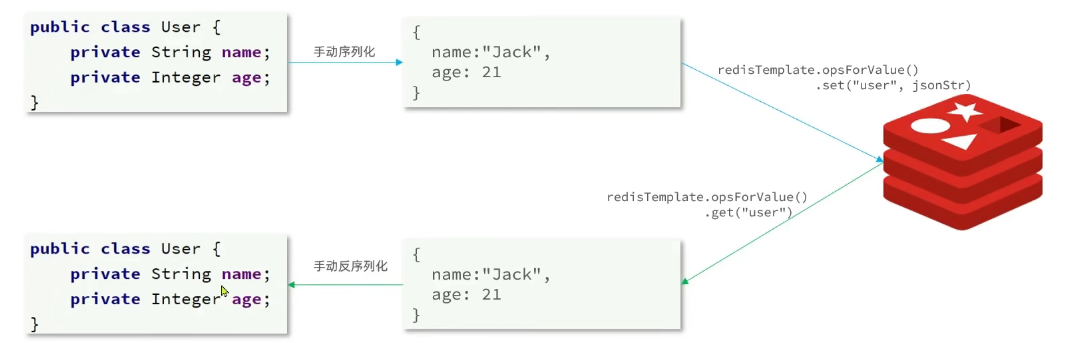 public class User {
    private String name;
    private Integer age;
}
手动序列化
{
  name:"Jack",
  age: 21
}
redisTemplate.opsForValue()
.set("user", jsonStr)
redisTemplate.opsForValue()
.get("user")
public class User {
    private String name;
    private Integer age;
}
手动反序列化
{
  name:"Jack",
  age: 21
}